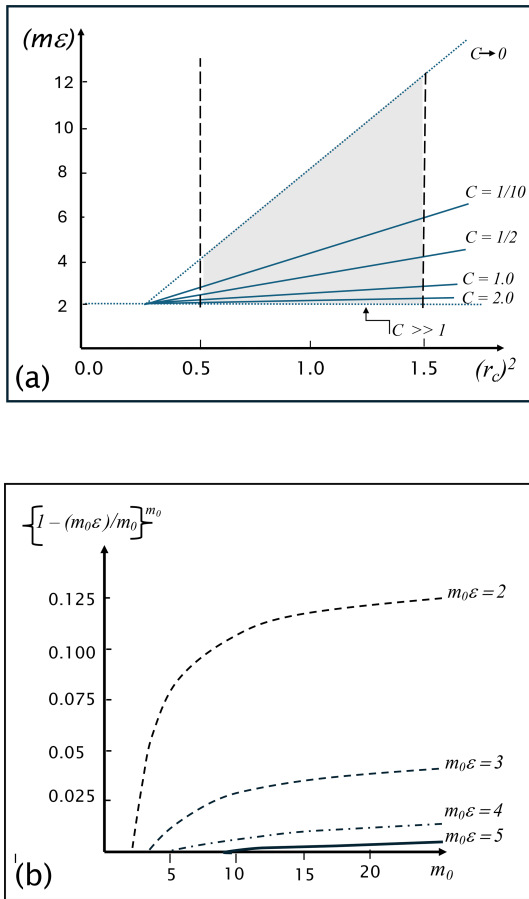 (mε)
C→0
12
10
8
6
4
2
C = 1/10
C = 1/2
C = 1.0
C = 2.0
C >> 1
0.0 0.5 1.0 1.5 (r_c)^2
(a)
{1 – (m_0ε)/m_0}^{m_0}
0.125
0.100
0.075
0.05
0.025
m_0ε=2
m_0ε=3
m_0ε=4
m_0ε=5
5 10 15 20 m_0
(b)